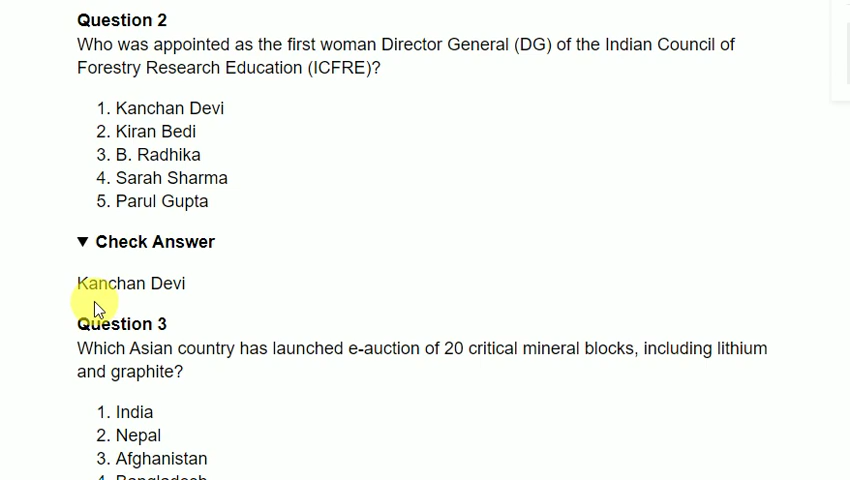 Question 2
Who was appointed as the first woman Director General (DG) of the Indian Council of
Forestry Research Education (ICFRE)?
1. Kanchan Devi
2. Kiran Bedi
3. B. Radhika
4. Sarah Sharma
5. Parul Gupta
▼ Check Answer
Kanchan Devi
Question 3
Which Asian country has launched e-auction of 20 critical mineral blocks, including lithium
and graphite?
1. India
2. Nepal
3. Afghanistan
4. Bangladesh